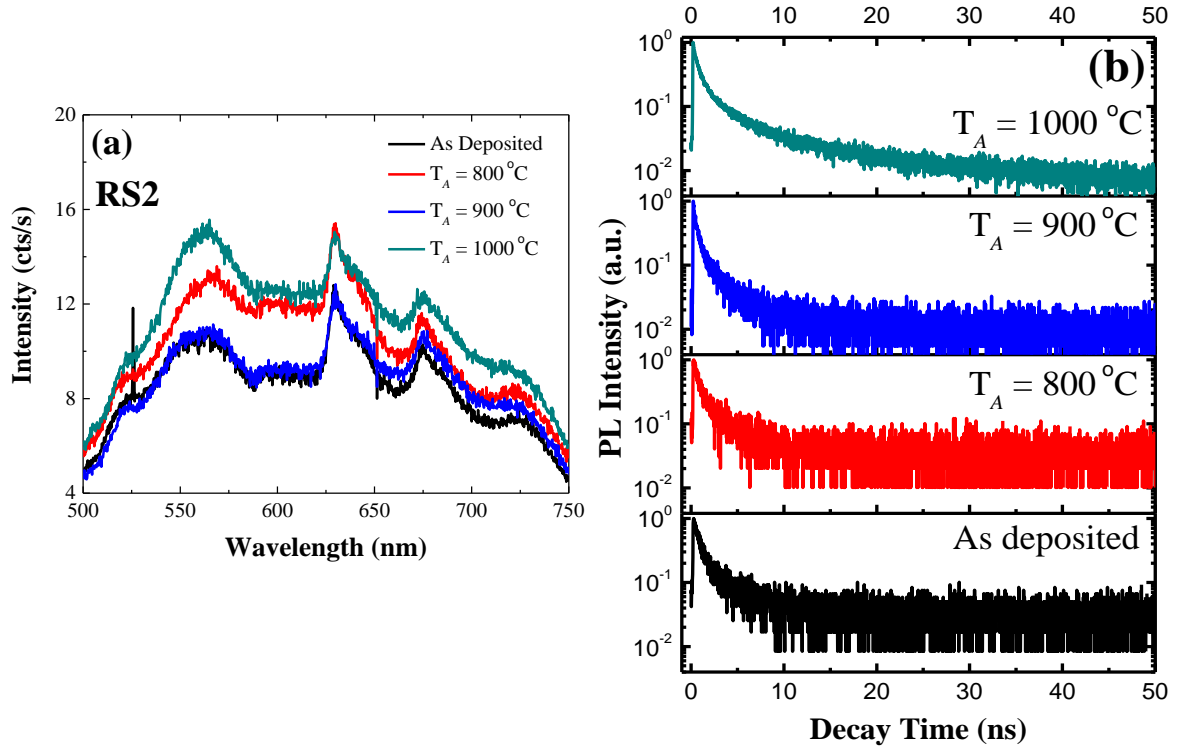 (a)
RS2
As Deposited
T_A = 800 °C
T_A = 900 °C
T_A = 1000 °C
20
16
12
8
4
Intensity (cts/s)
500 550 600 650 700 750
Wavelength (nm)
0 10 20 30 40 50
(b)
T_A = 1000 °C
10^0
10^-1
10^-2
T_A = 900 °C
10^0
10^-1
10^-2
T_A = 800 °C
10^0
10^-1
10^-2
As deposited
10^0
10^-1
10^-2
PL Intensity (a.u.)
10^0
0 10 20 30 40 50
Decay Time (ns)